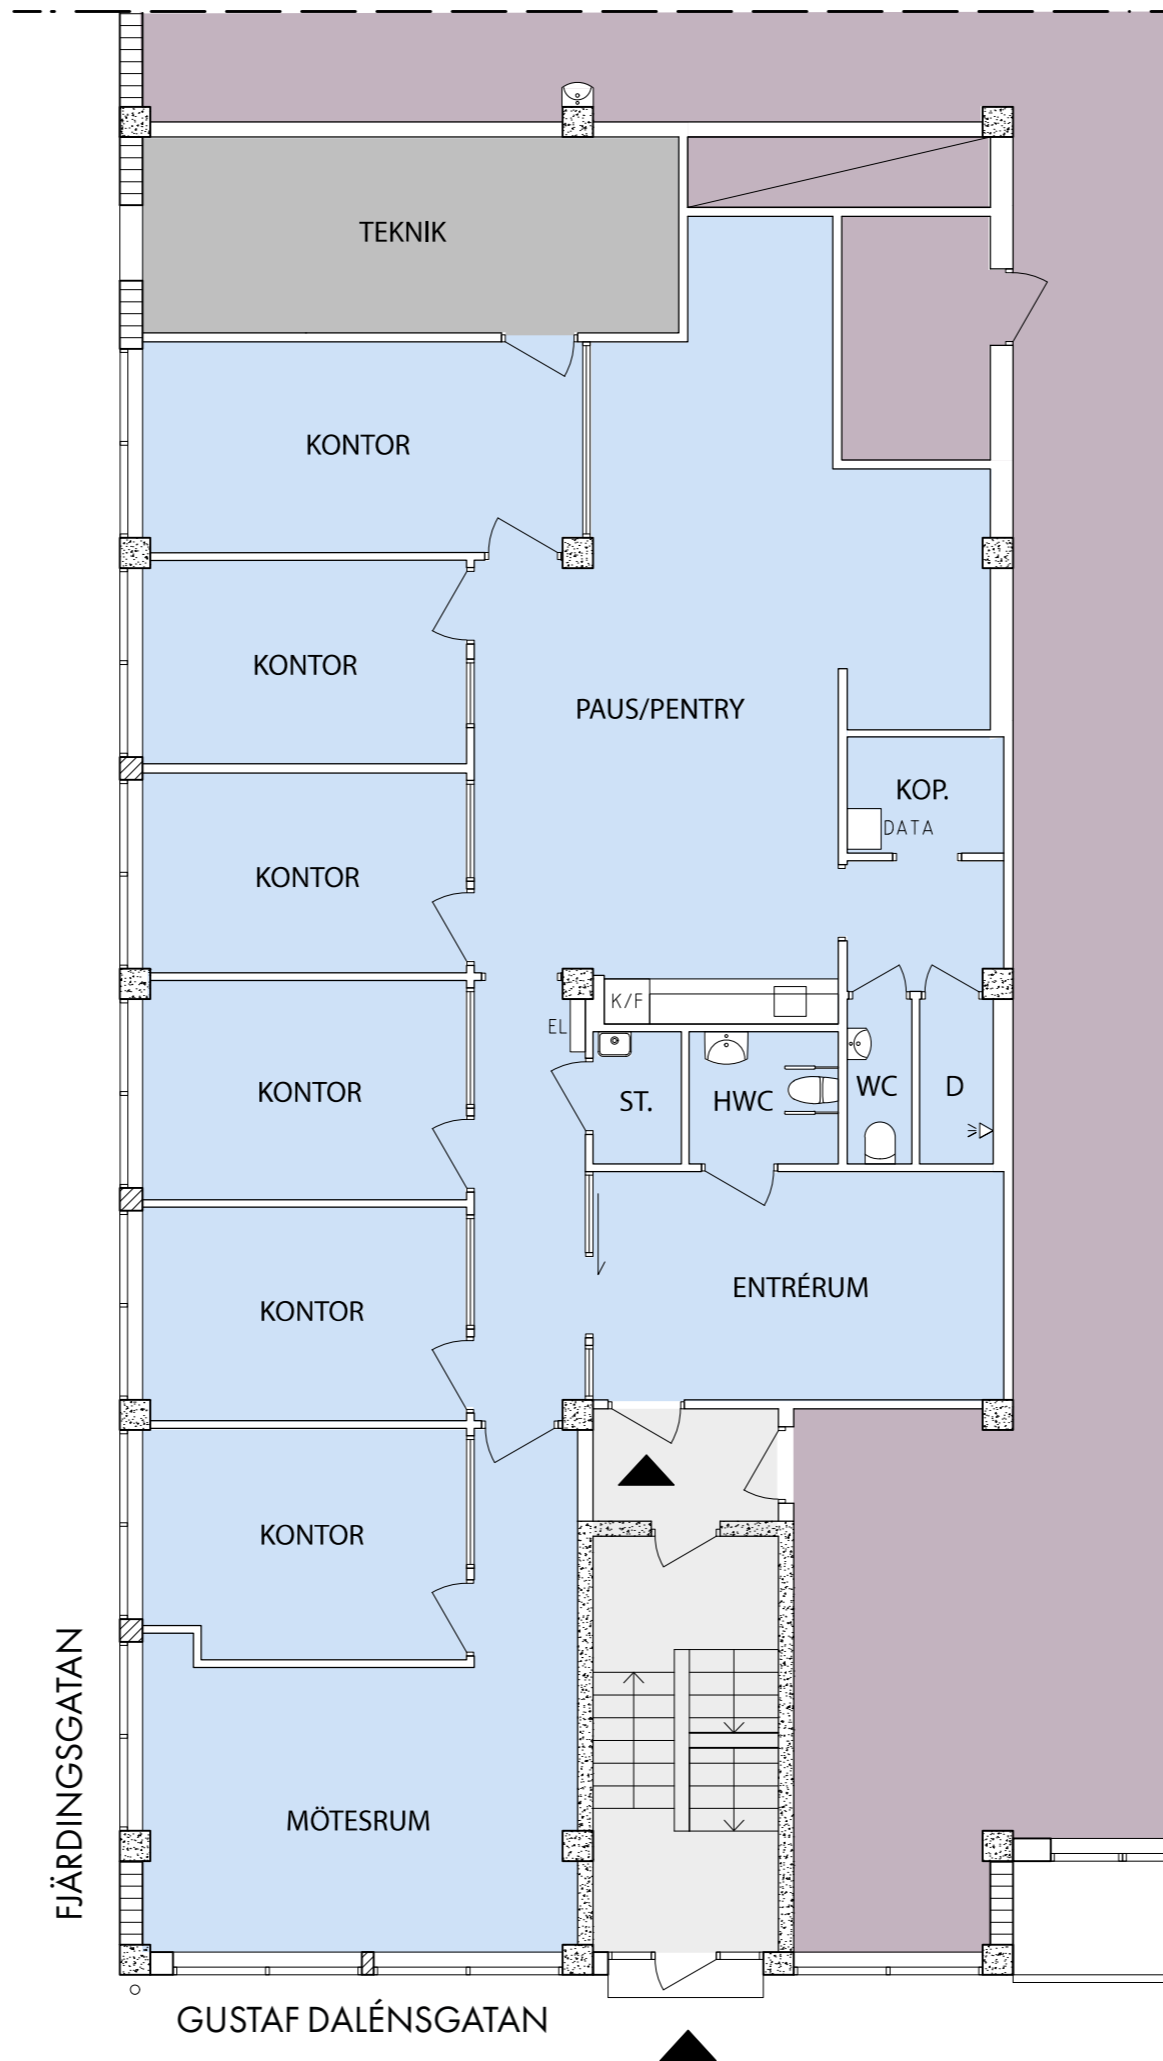 TEKNIK
KONTOR
KONTOR
PAUS/PENTRY
KOP.
DATA
KONTOR
K/F
EL
KONTOR
ST.
HWC
WC
D
ENTRÉRUM
KONTOR
KONTOR
MÖTESRUM
FJÄRDINGSGATAN
GUSTAF DALÉNSGATAN